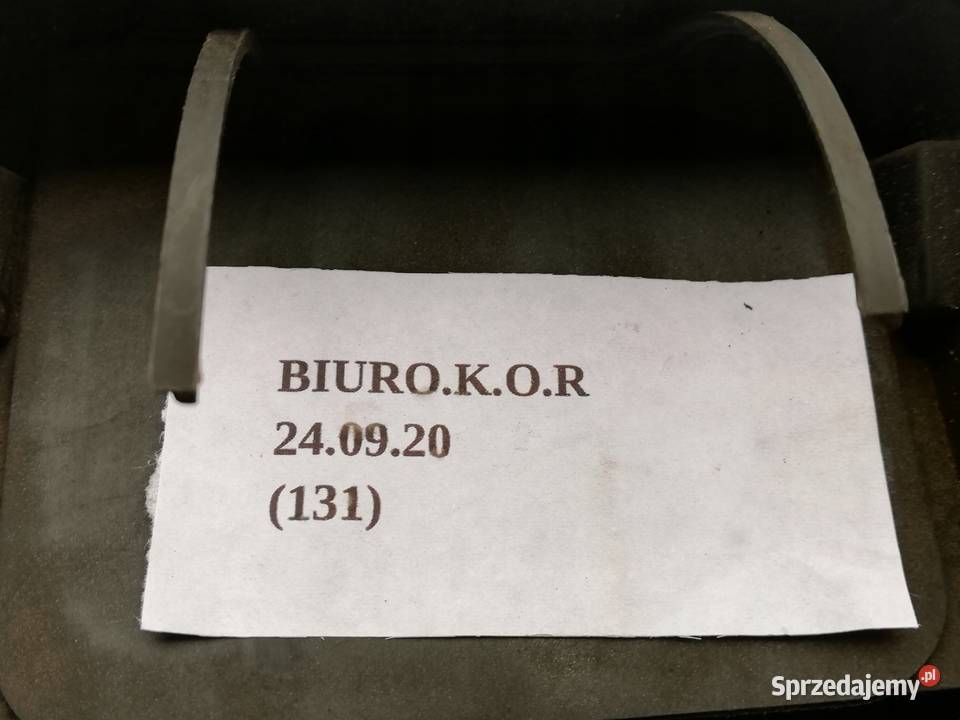 BIURO.K.O.R
24.09.20
(131)
Sprzedajemy.pl